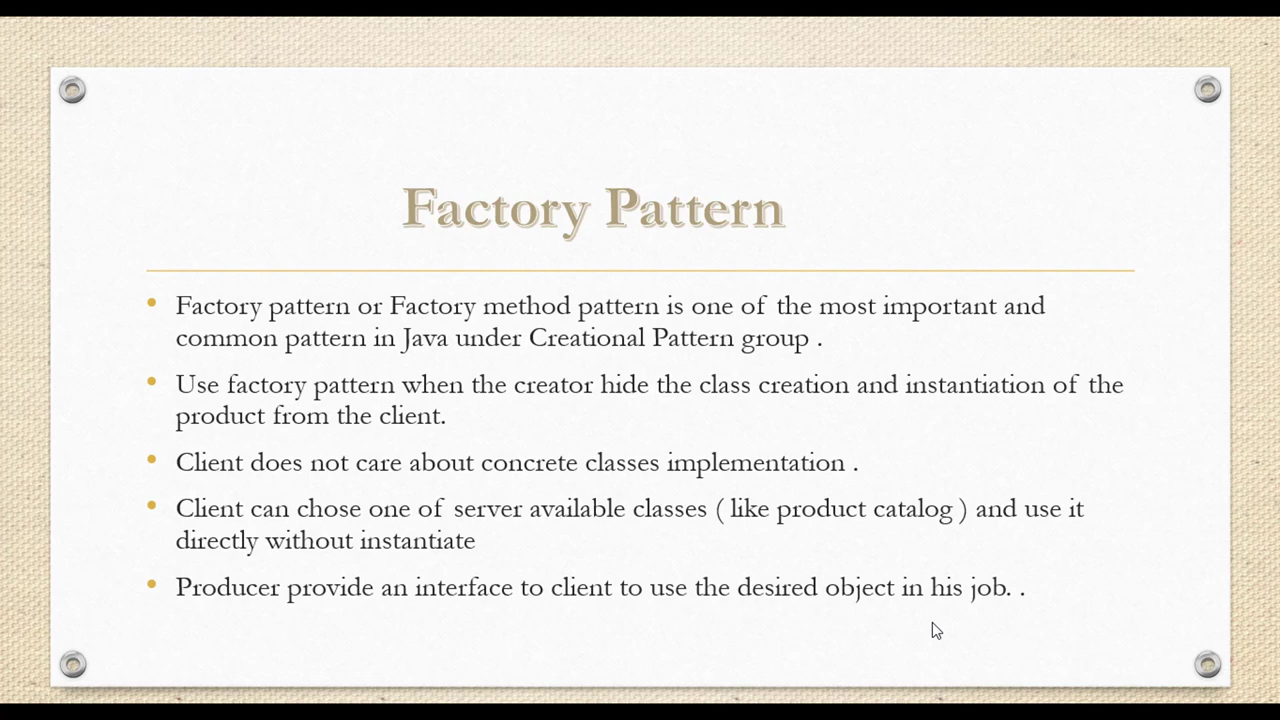 Factory Pattern
• Factory pattern or Factory method pattern is one of the most important and
common pattern in Java under Creational Pattern group .
• Use factory pattern when the creator hide the class creation and instantiation of the
product from the client.
• Client does not care about concrete classes implementation .
• Client can chose one of server available classes ( like product catalog ) and use it
directly without instantiate
• Producer provide an interface to client to use the desired object in his job. .